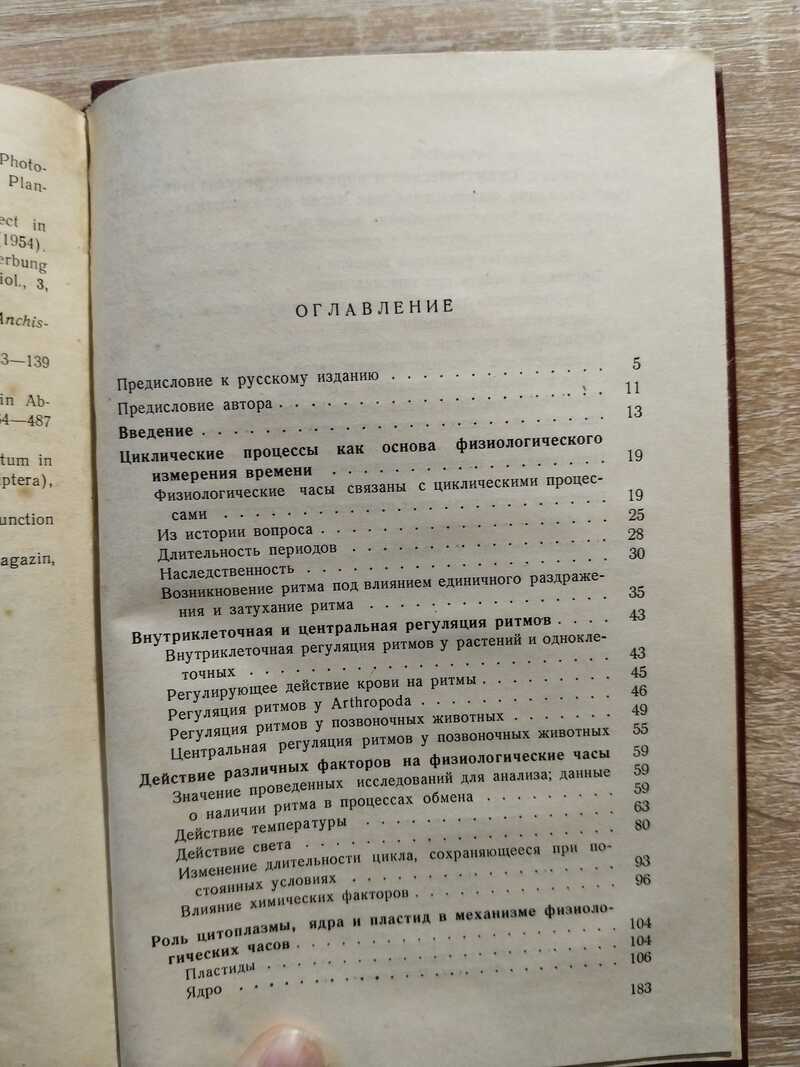 Photo-
Plan-
ect in
(1954).
erbung
iol., 3,
Anchis-
3—139
in Ab-
54—487
tum in
ptera),
unction
agazin,
ОГЛАВЛЕНИЕ
Предисловие к русскому изданию . . . . . . . . . . . . . 5
Предисловие автора . . . . . . . . . . . . . . . . . . 11
Введение . . . . . . . . . . . . . . . . . . . . . . 13
Циклические процессы как основа физиологического
измерения времени . . . . . . . . . . . . . . . . 19
Физиологические часы связаны с циклическими процес-
сами . . . . . . . . . . . . . . . . . . . . . . 19
Из истории вопроса . . . . . . . . . . . . . . . . 25
Длительность периодов . . . . . . . . . . . . . . . 28
Наследственность . . . . . . . . . . . . . . . . . 30
Возникновение ритма под влиянием единичного раздраже-
ния и затухание ритма . . . . . . . . . . . . . . 35
Внутриклеточная и центральная регуляция ритмов . . . . 43
Внутриклеточная регуляция ритмов у растений и однокле-
точных . . . . . . . . . . . . . . . . . . . . . 43
Регулирующее действие крови на ритмы . . . . . . . . 45
Регуляция ритмов у Arthropoda . . . . . . . . . . . . 46
Регуляция ритмов у позвоночных животных . . . . . . . 49
Центральная регуляция ритмов у позвоночных животных 55
Действие различных факторов на физиологические часы 59
Значение проведенных исследований для анализа; данные 59
о наличии ритма в процессах обмена . . . . . . . . . 59
Действие температуры . . . . . . . . . . . . . . . 63
Действие света . . . . . . . . . . . . . . . . . . 80
Изменение длительности цикла, сохраняющееся при по-
стоянных условиях . . . . . . . . . . . . . . . . 93
Влияние химических факторов . . . . . . . . . . . . 96
Роль цитоплазмы, ядра и пластид в механизме физиоло-
гических часов . . . . . . . . . . . . . . . . . . 104
Пластиды . . . . . . . . . . . . . . . . . . . . . 104
Ядро . . . . . . . . . . . . . . . . . . . . . . . 106
183